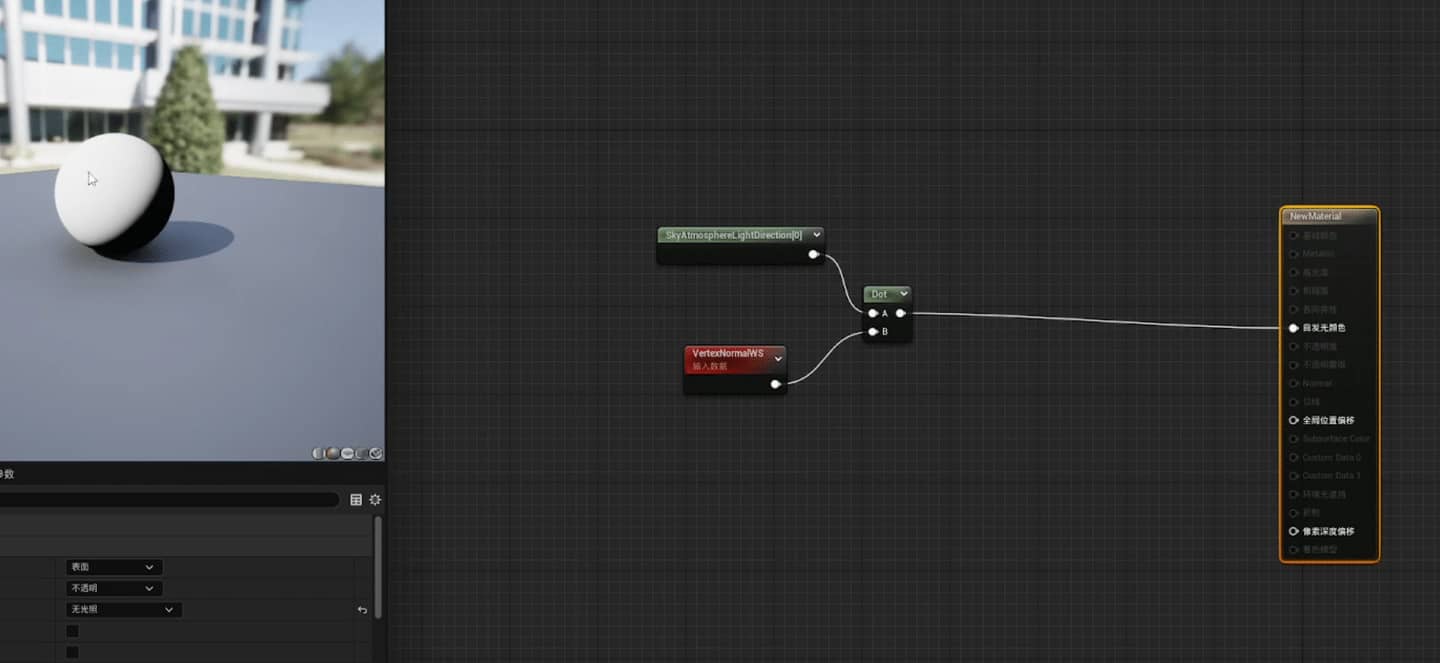 SkyAtmosphereLightDirection[0]
Dot
A
B
VertexNormalWS
输入数据
NewMaterial
基础颜色
Metallic
高光度
粗糙度
各向异性
自发光颜色
不透明度
不透明蒙版
Normal
切线
全局位置偏移
Subsurface Color
Custom Data 0
Custom Data 1
环境光遮挡
折射
像素深度偏移
着色模型
参数
表面
不透明
无光照